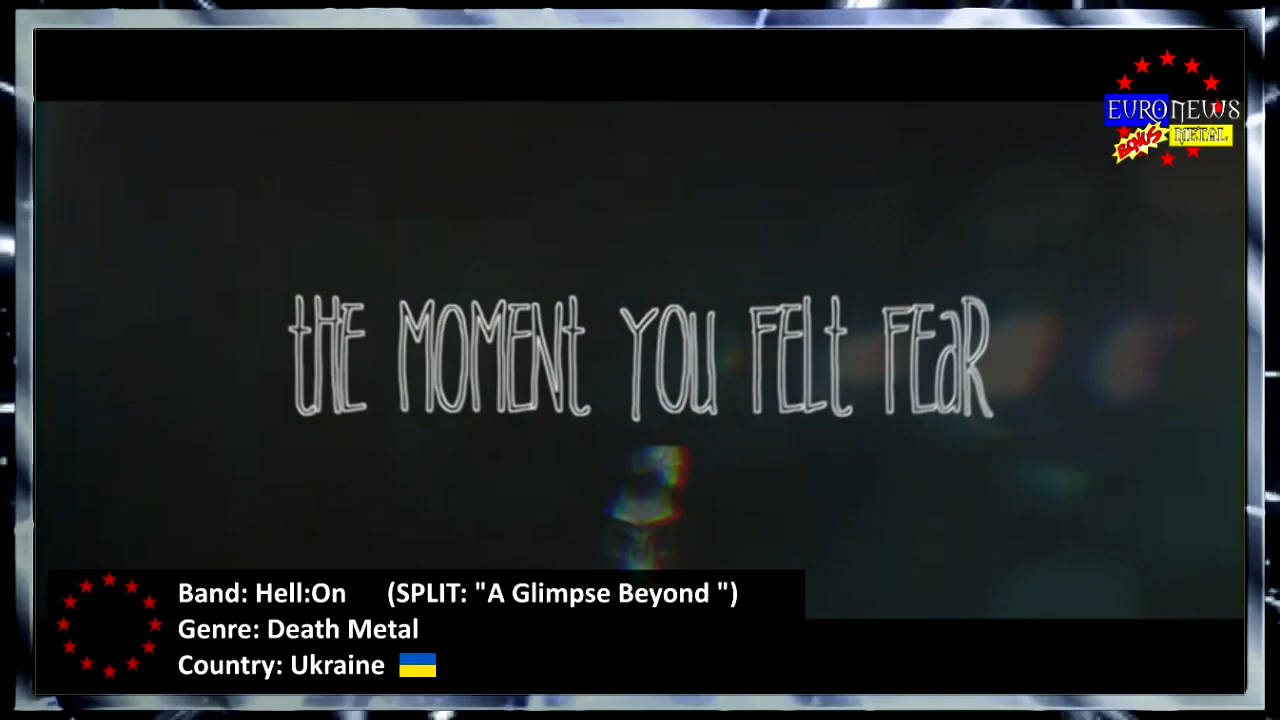 EURONEWS
BONUS METAL
tHE MOMENt YOU FELt FEaR
Band: Hell:On (SPLIT: "A Glimpse Beyond ")
Genre: Death Metal
Country: Ukraine